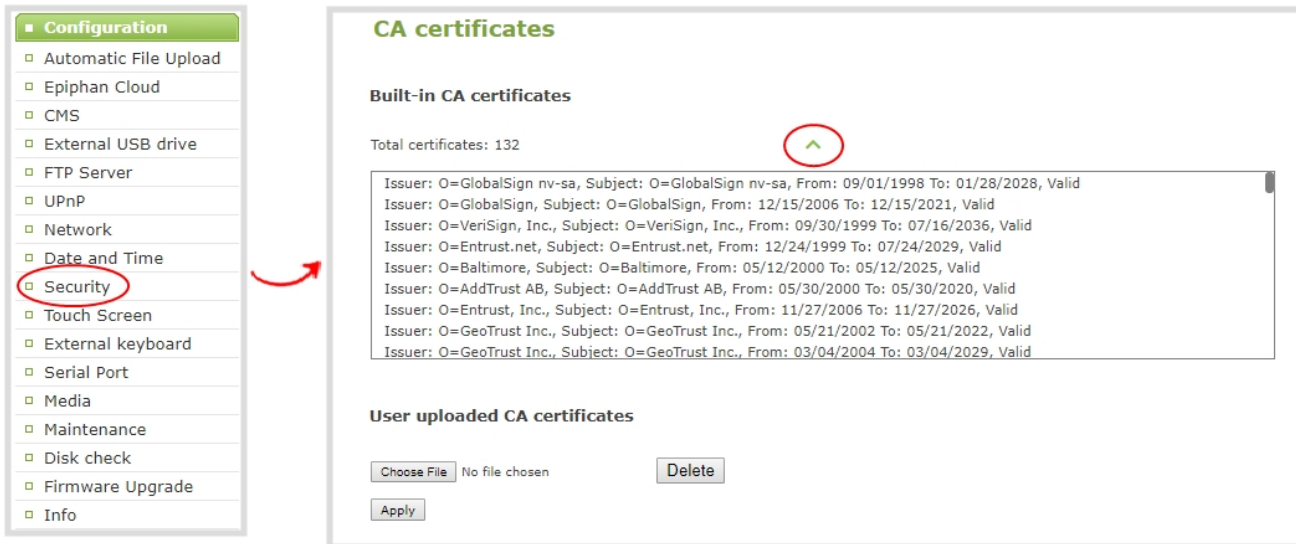 Configuration
Automatic File Upload
Epiphan Cloud
CMS
External USB drive
FTP Server
UPnP
Network
Date and Time
Security
Touch Screen
External keyboard
Serial Port
Media
Maintenance
Disk check
Firmware Upgrade
Info
CA certificates
Built-in CA certificates
Total certificates: 132
Issuer: O=GlobalSign nv-sa, Subject: O=GlobalSign nv-sa, From: 09/01/1998 To: 01/28/2028, Valid
Issuer: O=GlobalSign, Subject: O=GlobalSign, From: 12/15/2006 To: 12/15/2021, Valid
Issuer: O=VeriSign, Inc., Subject: O=VeriSign, Inc., From: 09/30/1999 To: 07/16/2036, Valid
Issuer: O=Entrust.net, Subject: O=Entrust.net, From: 12/24/1999 To: 07/24/2029, Valid
Issuer: O=Baltimore, Subject: O=Baltimore, From: 05/12/2000 To: 05/12/2025, Valid
Issuer: O=AddTrust AB, Subject: O=AddTrust AB, From: 05/30/2000 To: 05/30/2020, Valid
Issuer: O=Entrust, Inc., Subject: O=Entrust, Inc., From: 11/27/2006 To: 11/27/2026, Valid
Issuer: O=GeoTrust Inc., Subject: O=GeoTrust Inc., From: 05/21/2002 To: 05/21/2022, Valid
Issuer: O=GeoTrust Inc., Subject: O=GeoTrust Inc., From: 03/04/2004 To: 03/04/2029, Valid
User uploaded CA certificates
Choose File No file chosen Delete
Apply